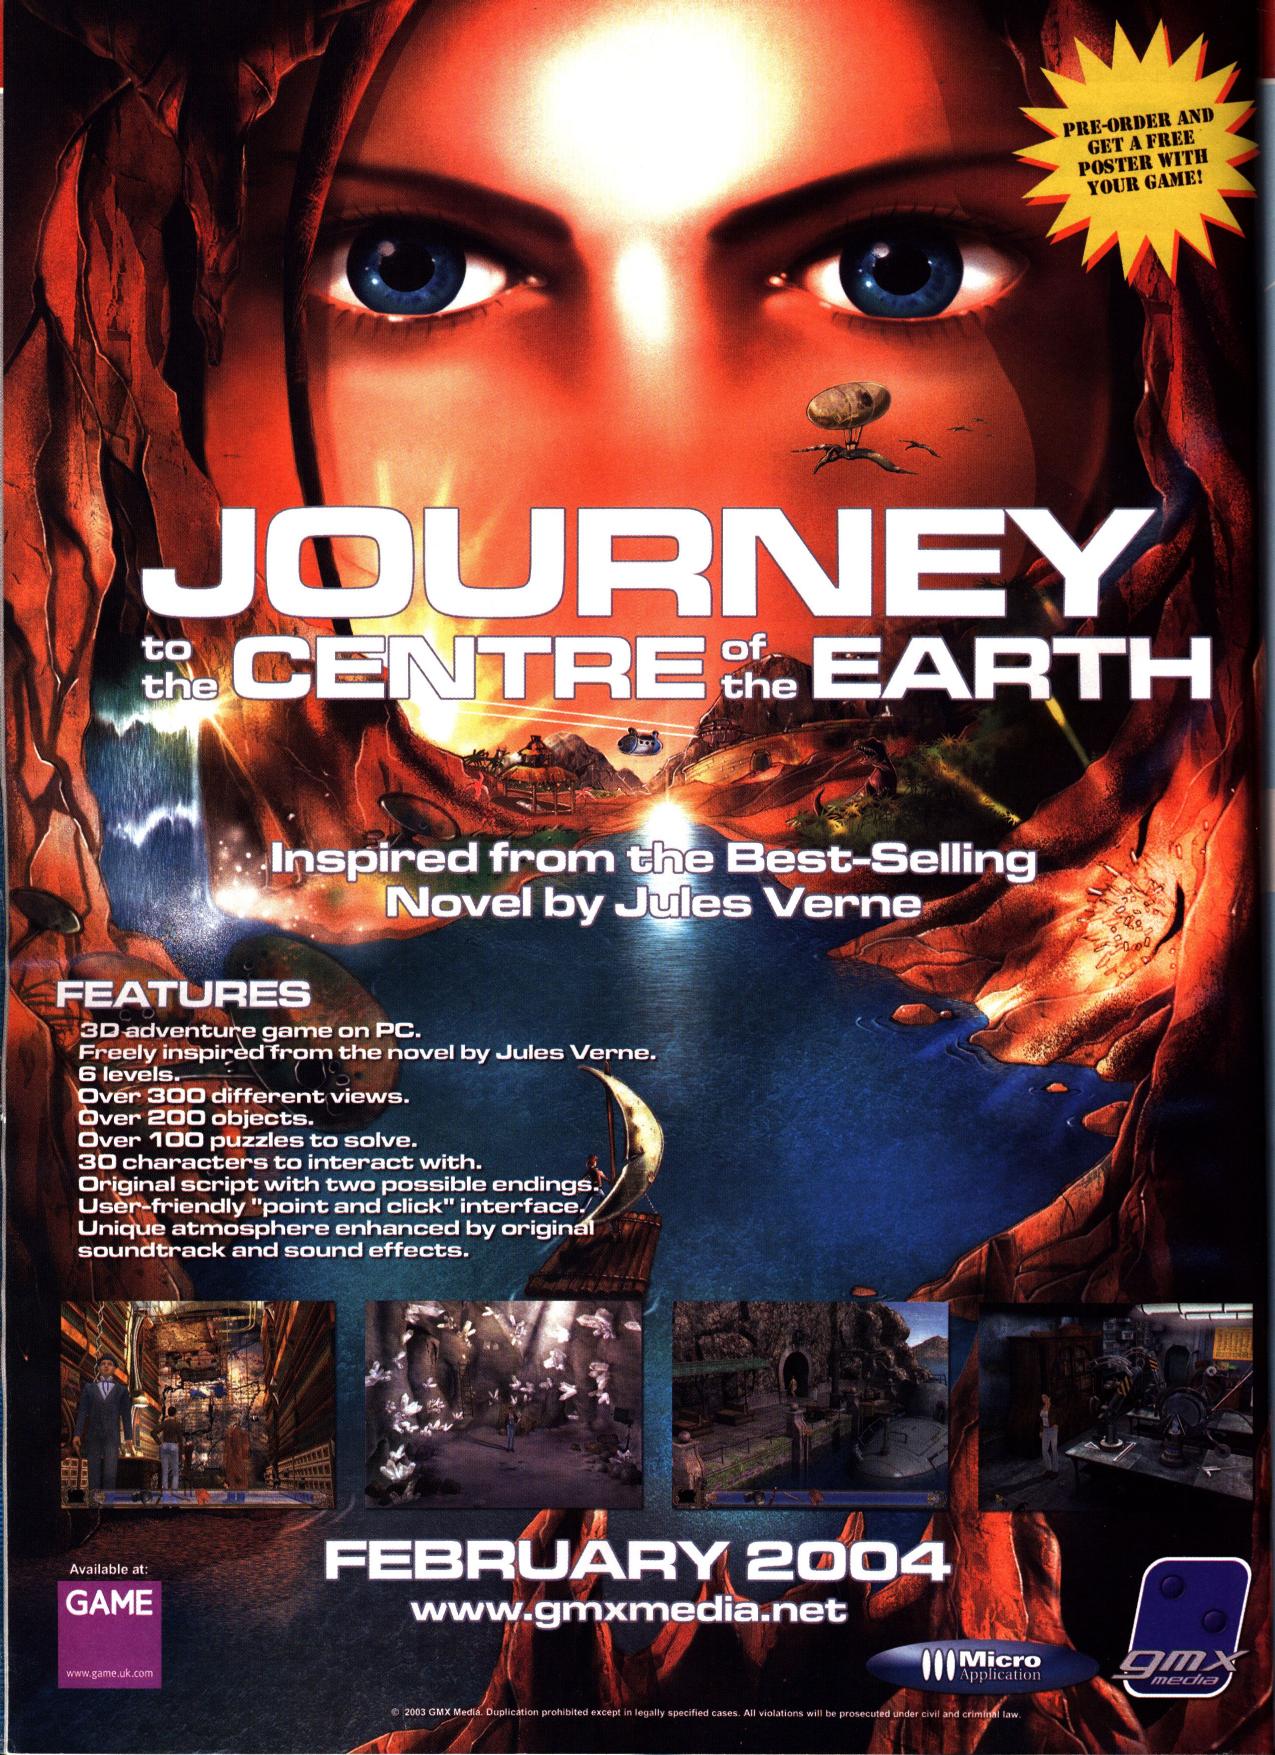 PRE-ORDER AND
GET A FREE
POSTER WITH
YOUR GAME!
JOURNEY
to the CENTRE of the EARTH
Inspired from the Best-Selling
Novel by Jules Verne
FEATURES
3D adventure game on PC.
Freely inspired from the novel by Jules Verne.
6 levels.
Over 300 different views.
Over 200 objects.
Over 100 puzzles to solve.
30 characters to interact with.
Original script with two possible endings.
User-friendly "point and click" interface.
Unique atmosphere enhanced by original
soundtrack and sound effects.
FEBRUARY 2004
www.gmxmedia.net
Available at:
GAME
www.game.uk.com
Micro
Application
gmx
media
© 2003 GMX Media. Duplication prohibited except in legally specified cases. All violations will be prosecuted under civil and criminal law.